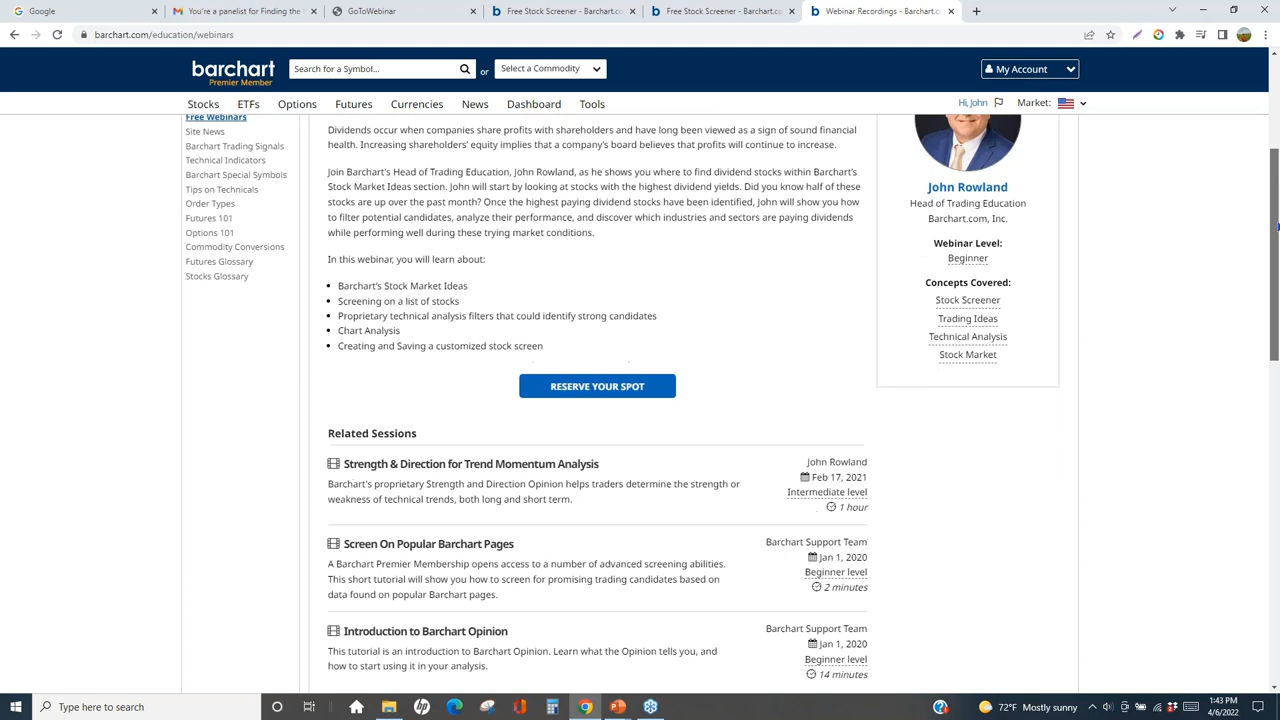 Google
You're a panelist for Finding the
GoToWebinar
Free Stock Screener - Barchart.co
Free Stock Screener - Barchart.co
Webinar Recordings - Barchart.c
barchart.com/education/webinars
barchart
Premier Member
Search for a Symbol...
or
Select a Commodity
My Account
Stocks ETFs Options Futures Currencies News Dashboard Tools
Hi, John Market:
Free Webinars
Site News
Barchart Trading Signals
Technical Indicators
Barchart Special Symbols
Tips on Technicals
Order Types
Futures 101
Options 101
Commodity Conversions
Futures Glossary
Stocks Glossary
Dividends occur when companies share profits with shareholders and have long been viewed as a sign of sound financial
health. Increasing shareholders' equity implies that a company's board believes that profits will continue to increase.
Join Barchart's Head of Trading Education, John Rowland, as he shows you where to find dividend stocks within Barchart's
Stock Market Ideas section. John will start by looking at stocks with the highest dividend yields. Did you know half of these
stocks are up over the past month? Once the highest paying dividend stocks have been identified, John will show you how
to filter potential candidates, analyze their performance, and discover which industries and sectors are paying dividends
while performing well during these trying market conditions.
In this webinar, you will learn about:
• Barchart's Stock Market Ideas
• Screening on a list of stocks
• Proprietary technical analysis filters that could identify strong candidates
• Chart Analysis
• Creating and Saving a customized stock screen
RESERVE YOUR SPOT
John Rowland
Head of Trading Education
Barchart.com, Inc.
Webinar Level:
Beginner
Concepts Covered:
Stock Screener
Trading Ideas
Technical Analysis
Stock Market
Related Sessions
Strength & Direction for Trend Momentum Analysis
Barchart's proprietary Strength and Direction Opinion helps traders determine the strength or
weakness of technical trends, both long and short term.
John Rowland
Feb 17, 2021
Intermediate level
1 hour
Screen On Popular Barchart Pages
A Barchart Premier Membership opens access to a number of advanced screening abilities.
This short tutorial will show you how to screen for promising trading candidates based on
data found on popular Barchart pages.
Barchart Support Team
Jan 1, 2020
Beginner level
2 minutes
Introduction to Barchart Opinion
This tutorial is an introduction to Barchart Opinion. Learn what the Opinion tells you, and
how to start using it in your analysis.
Barchart Support Team
Jan 1, 2020
Beginner level
14 minutes
Type here to search
72°F Mostly sunny
1:43 PM
4/6/2022